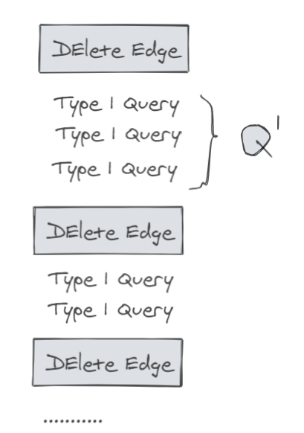 DElete Edge
Type 1 Query
Type 1 Query
Type 1 Query
Q'
DElete Edge
Type 1 Query
Type 1 Query
DElete Edge
...........